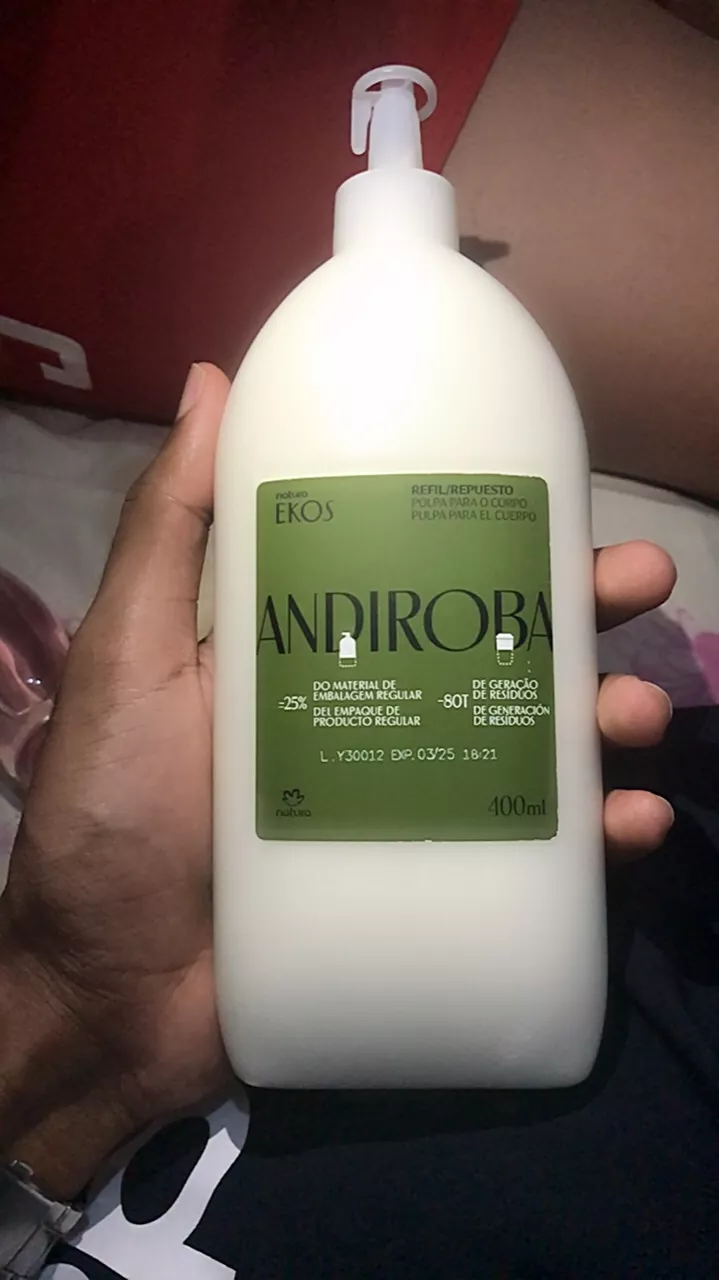 natura
EKOS
REFIL/REPUESTO
POLPA PARA O CORPO
PULPA PARA EL CUERPO
ANDIROBA
-25%
DO MATERIAL DE
EMBALAGEM REGULAR
DEL EMPAQUE DE
PRODUCTO REGULAR
-80T
DE GERAÇÃO
DE RESÍDUOS
DE GENERACIÓN
DE RESÍDUOS
L.Y30012 EXP.03/25 18:21
natura
400ml